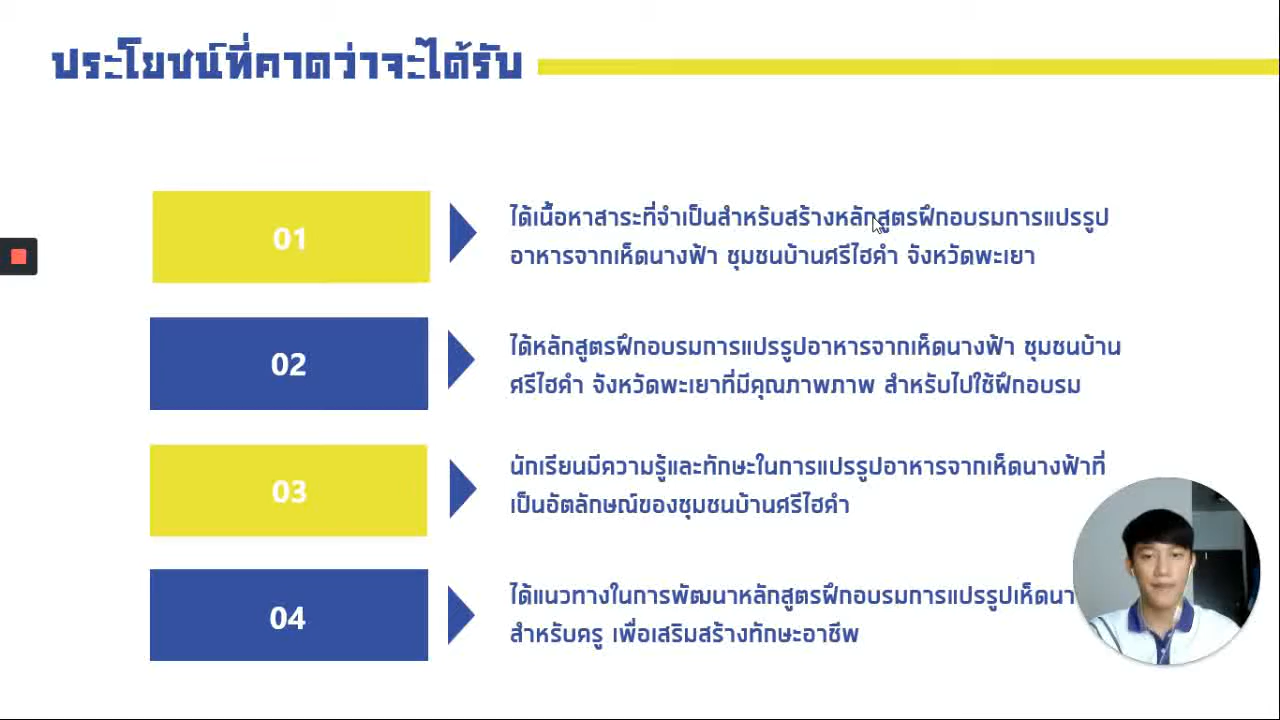 ประโยชน์ที่คาดว่าจะได้รับ
01
ได้เนื้อหาสาระที่จำเป็นสำหรับสร้างหลักสูตรฝึกอบรมการแปรรูป
อาหารจากเห็ดนางฟ้า ชุมชนบ้านศรีไฮคำ จังหวัดพะเยา
02
ได้หลักสูตรฝึกอบรมการแปรรูปอาหารจากเห็ดนางฟ้า ชุมชนบ้าน
ศรีไฮคำ จังหวัดพะเยาที่มีคุณภาพภาพ สำหรับไปใช้ฝึกอบรม
03
นักเรียนมีความรู้และทักษะในการแปรรูปอาหารจากเห็ดนางฟ้าที่
เป็นอัตลักษณ์ของชุมชนบ้านศรีไฮคำ
04
ได้แนวทางในการพัฒนาหลักสูตรฝึกอบรมการแปรรูปเห็ดนา
สำหรับครู เพื่อเสริมสร้างทักษะอาชีพ